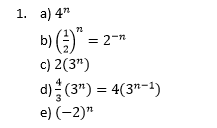 1. a) 4ⁿ
b) (1/2)ⁿ = 2⁻ⁿ
c) 2(3ⁿ)
d) 4/3 (3ⁿ) = 4(3ⁿ⁻¹)
e) (−2)ⁿ